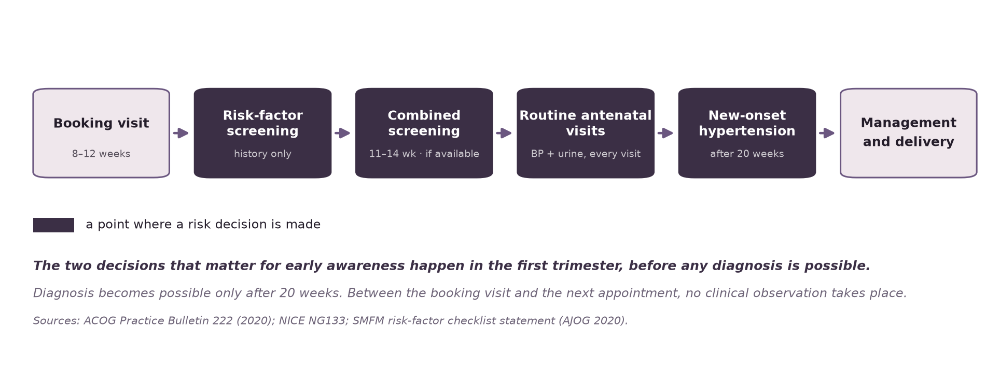 Booking visit
8–12 weeks
Risk-factor
screening
history only
Combined
screening
11–14 wk · if available
Routine antenatal
visits
BP + urine, every visit
New-onset
hypertension
after 20 weeks
Management
and delivery
a point where a risk decision is made
The two decisions that matter for early awareness happen in the first trimester, before any diagnosis is possible.
Diagnosis becomes possible only after 20 weeks. Between the booking visit and the next appointment, no clinical observation takes place.
Sources: ACOG Practice Bulletin 222 (2020); NICE NG133; SMFM risk-factor checklist statement (AJOG 2020).